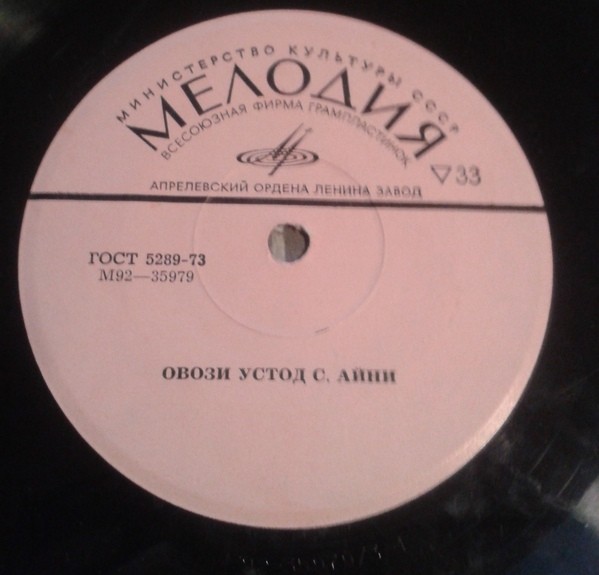 МИНИСТЕРСТВО КУЛЬТУРЫ СССР
МЕЛОДИЯ
ВСЕСОЮЗНАЯ ФИРМА ГРАМПЛАСТИНОК
▽33
АПРЕЛЕВСКИЙ ОРДЕНА ЛЕНИНА ЗАВОД
ГОСТ 5289-73
М92—35979
ОВОЗИ УСТОД С. АЙНИ